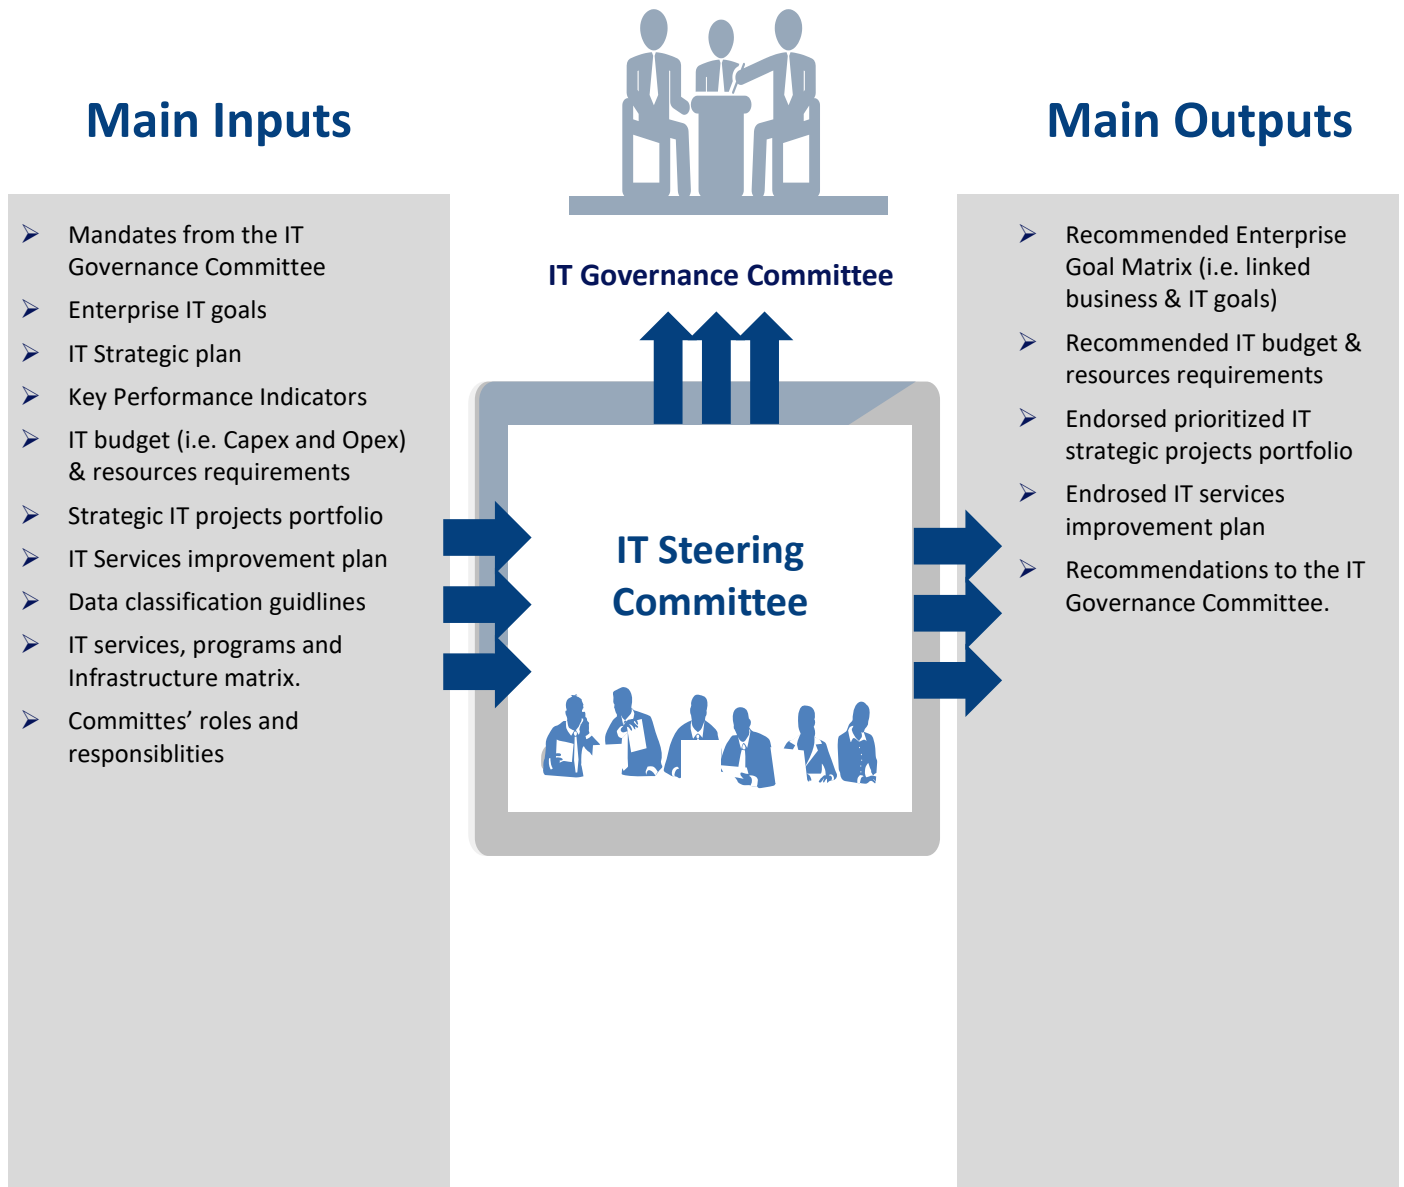 Main Inputs
Mandates from the IT
Governance Committee
Enterprise IT goals
IT Strategic plan
Key Performance Indicators
IT budget (i.e. Capex and Opex)
& resources requirements
Strategic IT projects portfolio
IT Services improvement plan
Data classification guidlines
IT services, programs and
Infrastructure matrix.
Committes’ roles and
responsiblities
IT Governance Committee
IT Steering
Committee
Main Outputs
Recommended Enterprise
Goal Matrix (i.e. linked
business & IT goals)
Recommended IT budget &
resources requirements
Endorsed prioritized IT
strategic projects portfolio
Endrosed IT services
improvement plan
Recommendations to the IT
Governance Committee.